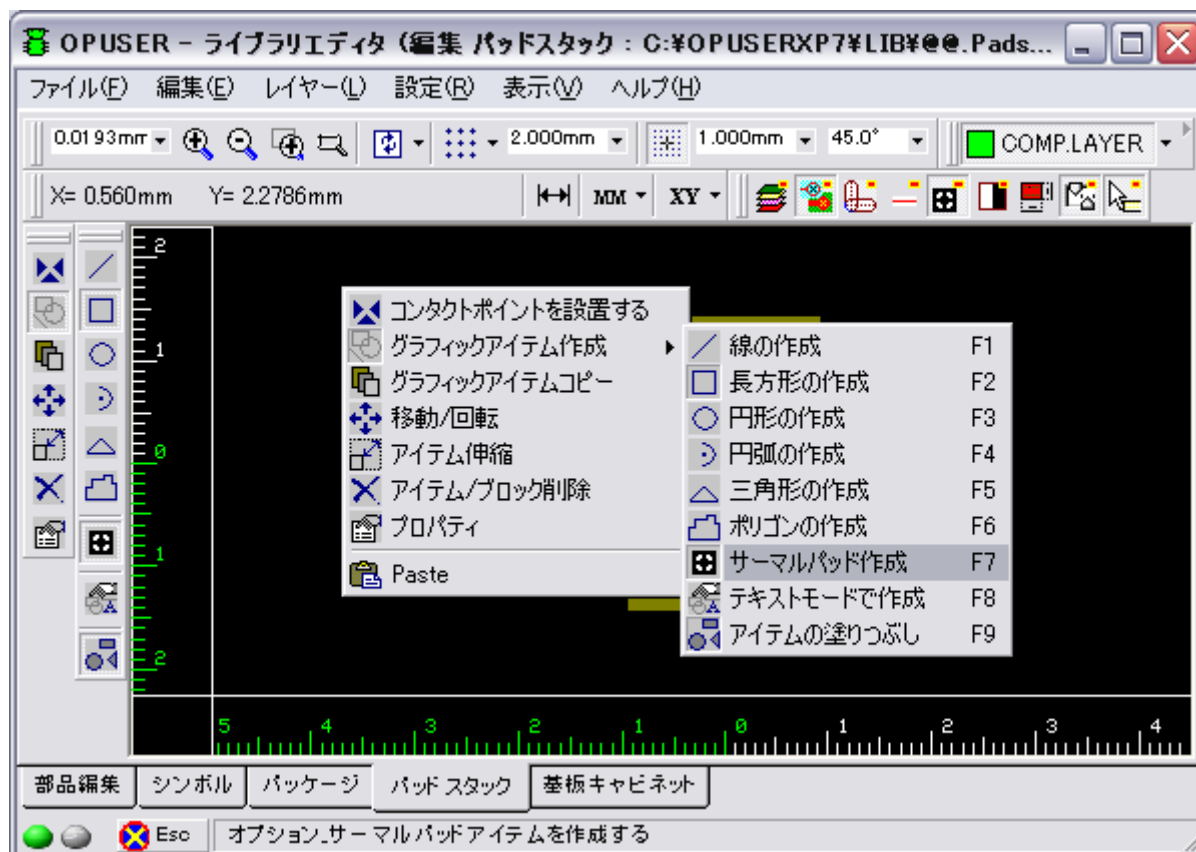 OPUSER - ライブラリエディタ (編集 パッドスタック : C:¥OPUSERXP7¥LIB¥@@.Pads...
ファイル(F) 編集(E) レイヤー(L) 設定(R) 表示(V) ヘルプ(H)
0.0193mm 2.000mm 1.000mm 45.0° COMP.LAYER
X= 0.560mm Y= 2.2786mm MM XY
2
1
0
1
2
コンタクトポイントを設置する
グラフィックアイテム作成
グラフィックアイテムコピー
移動/回転
アイテム伸縮
アイテム/ブロック削除
プロパティ
Paste
線の作成 F1
長方形の作成 F2
円形の作成 F3
円弧の作成 F4
三角形の作成 F5
ポリゴンの作成 F6
サーマルパッド作成 F7
テキストモードで作成 F8
アイテムの塗りつぶし F9
5 4 3 2 1 0 1 2 3 4
部品編集 シンボル パッケージ パッド スタック 基板キャビネット
Esc オプション_サーマルパッドアイテムを作成する